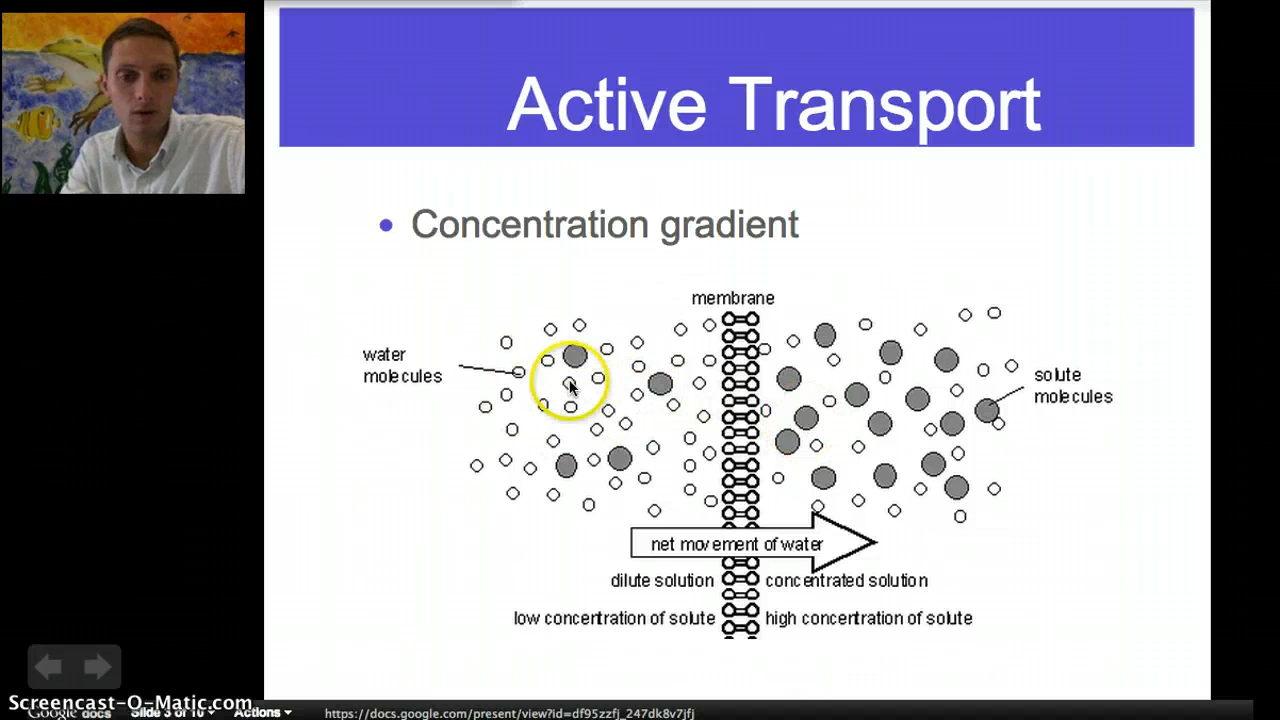 Active Transport
Concentration gradient
membrane
water
molecules
solute
molecules
net movement of water
dilute solution
concentrated solution
low concentration of solute
high concentration of solute
Screencast-O-Matic.com
Google docs
Slide 3 of 10
Actions
https://docs.google.com/present/view?id=df95zzfj_247dk8v7jfj